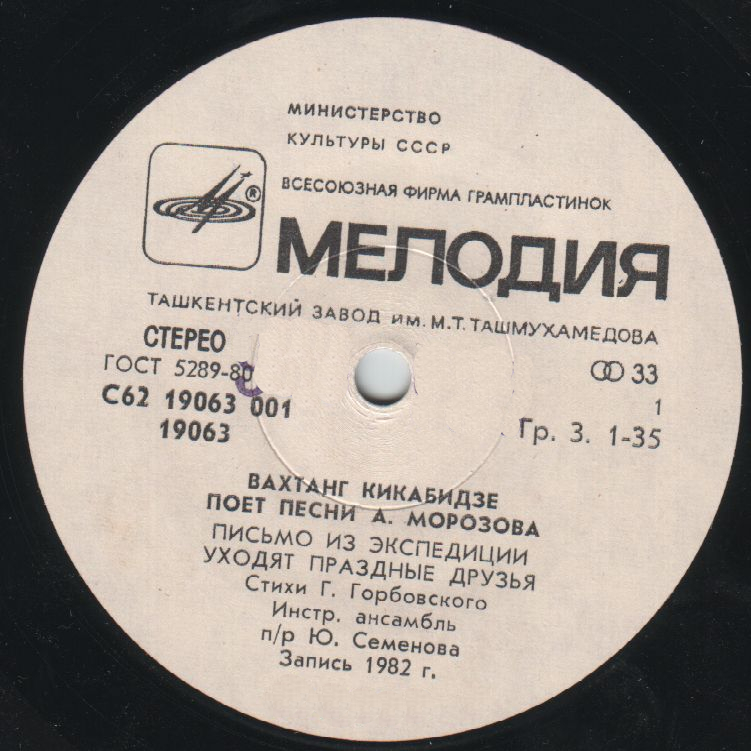 МИНИСТЕРСТВО
КУЛЬТУРЫ СССР
ВСЕСОЮЗНАЯ ФИРМА ГРАМПЛАСТИНОК
®
МЕЛОДИЯ
ТАШКЕНТСКИЙ ЗАВОД ИМ. М.Т. ТАШМУХАМЕДОВА
СТЕРЕО
ГОСТ 5289-80
33
С62 19063 001
1
19063
Гр. 3. 1-35
ВАХТАНГ КИКАБИДЗЕ
ПОЕТ ПЕСНИ А. МОРОЗОВА
ПИСЬМО ИЗ ЭКСПЕДИЦИИ
УХОДЯТ ПРАЗДНЫЕ ДРУЗЬЯ
Стихи Г. Горбовского
Инстр. ансамбль
п/р Ю. Семенова
Запись 1982 г.